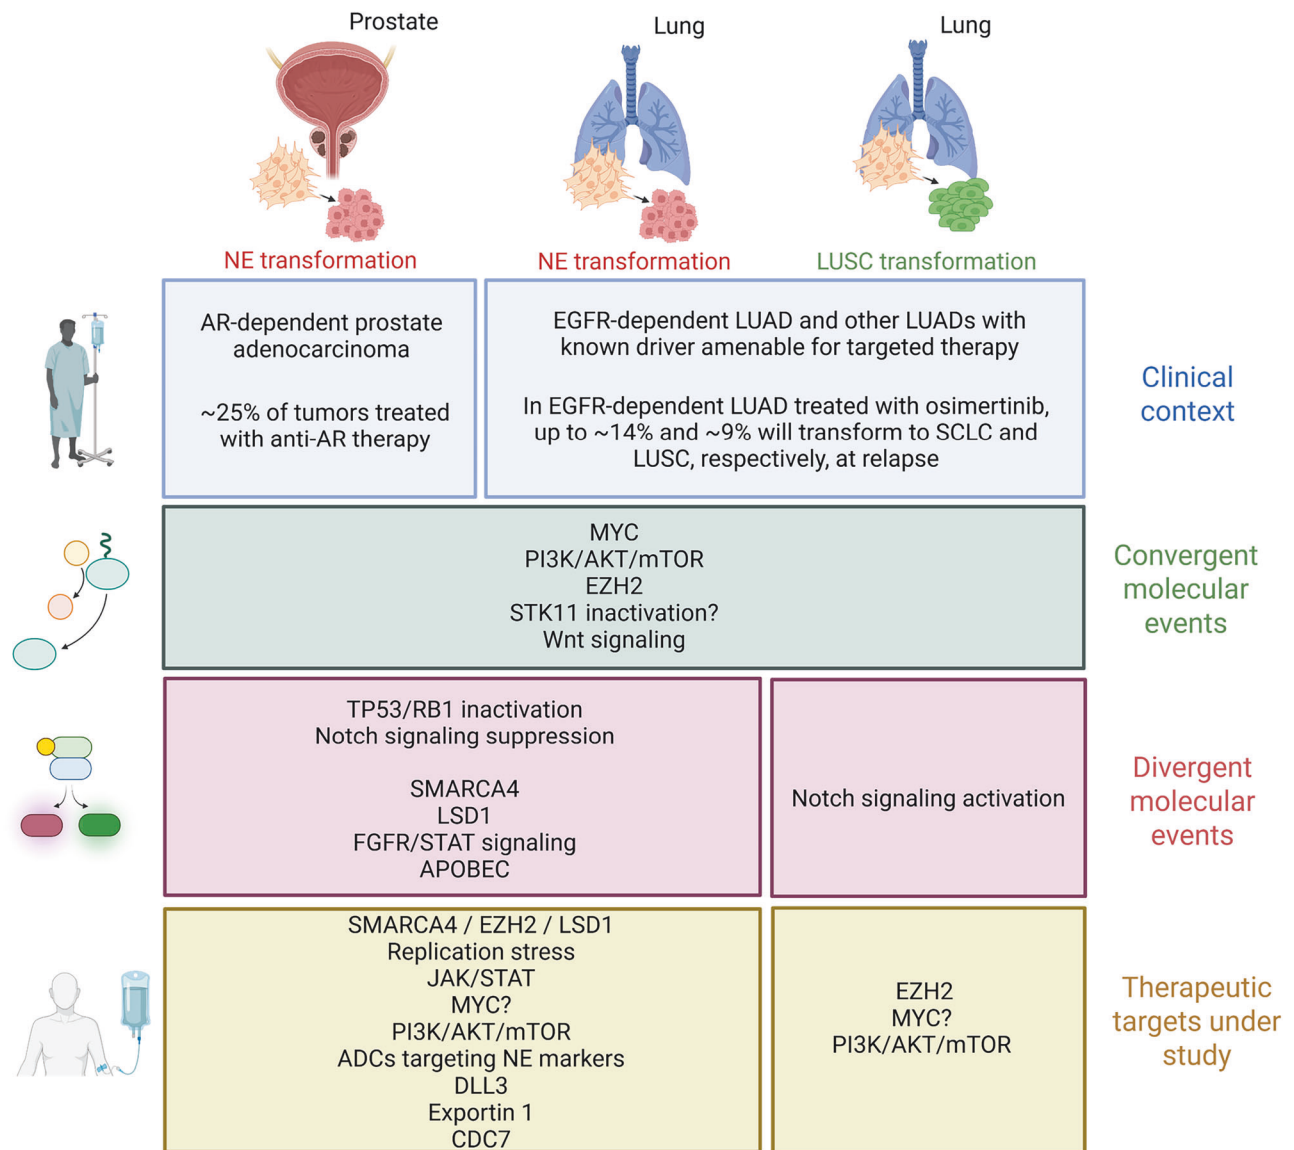 Prostate
Lung
Lung
NE transformation
NE transformation
LUSC transformation
AR-dependent prostate
adenocarcinoma
~25% of tumors treated
with anti-AR therapy
EGFR-dependent LUAD and other LUADs with
known driver amenable for targeted therapy
In EGFR-dependent LUAD treated with osimertinib,
up to ~14% and ~9% will transform to SCLC and
LUSC, respectively, at relapse
Clinical
context
MYC
PI3K/AKT/mTOR
EZH2
STK11 inactivation?
Wnt signaling
Convergent
molecular
events
TP53/RB1 inactivation
Notch signaling suppression
SMARCA4
LSD1
FGFR/STAT signaling
APOBEC
Notch signaling activation
Divergent
molecular
events
SMARCA4 / EZH2 / LSD1
Replication stress
JAK/STAT
MYC?
PI3K/AKT/mTOR
ADCs targeting NE markers
DLL3
Exportin 1
CDC7
EZH2
MYC?
PI3K/AKT/mTOR
Therapeutic
targets under
study